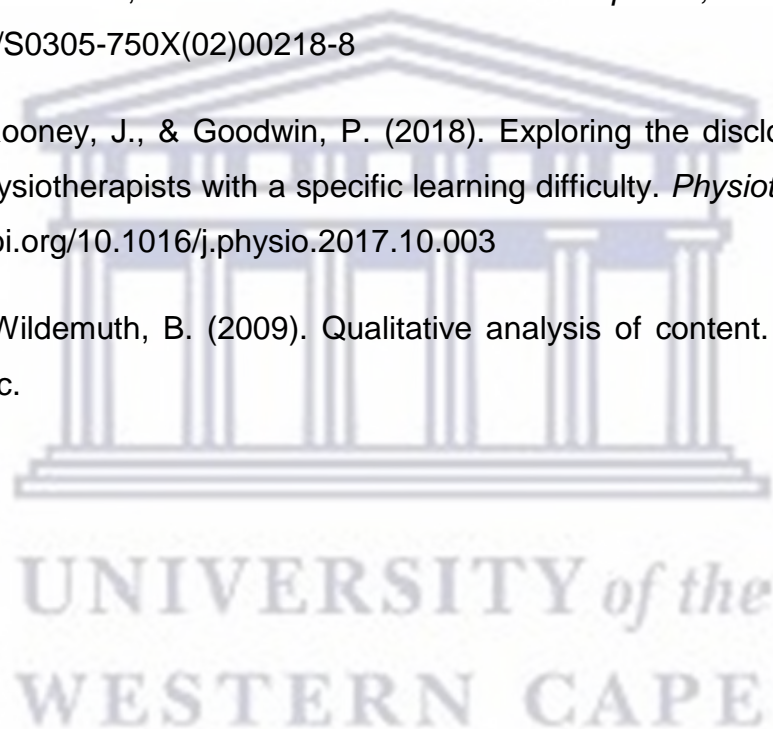 /S0305-750X(02)00218-8
ooney, J., & Goodwin, P. (2018). Exploring the disclo
ysiotherapists with a specific learning difficulty. Physiot
oi.org/10.1016/j.physio.2017.10.003
Wildemuth, B. (2009). Qualitative analysis of content.
c.
UNIVERSITY of the
WESTERN CAPE